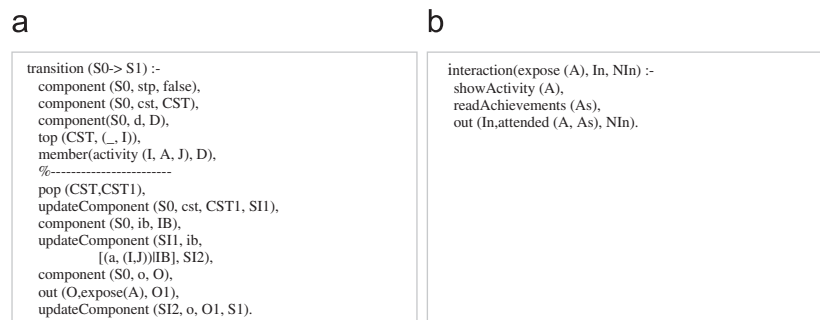 a
transition (S0-> S1) :-
component (S0, stp, false),
component (S0, cst, CST),
component(S0, d, D),
top (CST, (_, I)),
member(activity (I, A, J), D),
%------------------------
pop (CST,CST1),
updateComponent (S0, cst, CST1, SI1),
component (S0, ib, IB),
updateComponent (SI1, ib,
[(a, (I,J))|IB], SI2),
component (S0, o, O),
out (O,expose(A), O1),
updateComponent (SI2, o, O1, S1).
b
interaction(expose (A), In, NIn) :-
showActivity (A),
readAchievements (As),
out (In,attended (A, As), NIn).